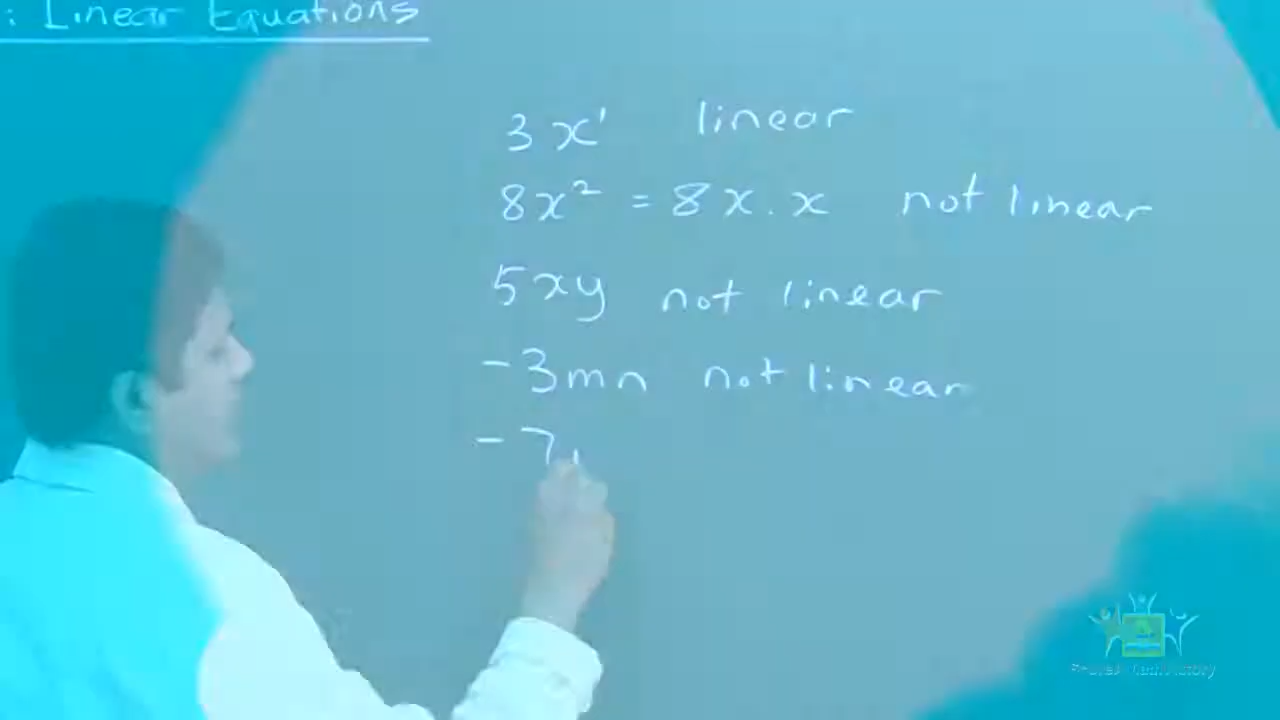 : Linear Equations
3x¹ linear
8x² = 8x.x not linear
5xy not linear
-3mn not linear
-7